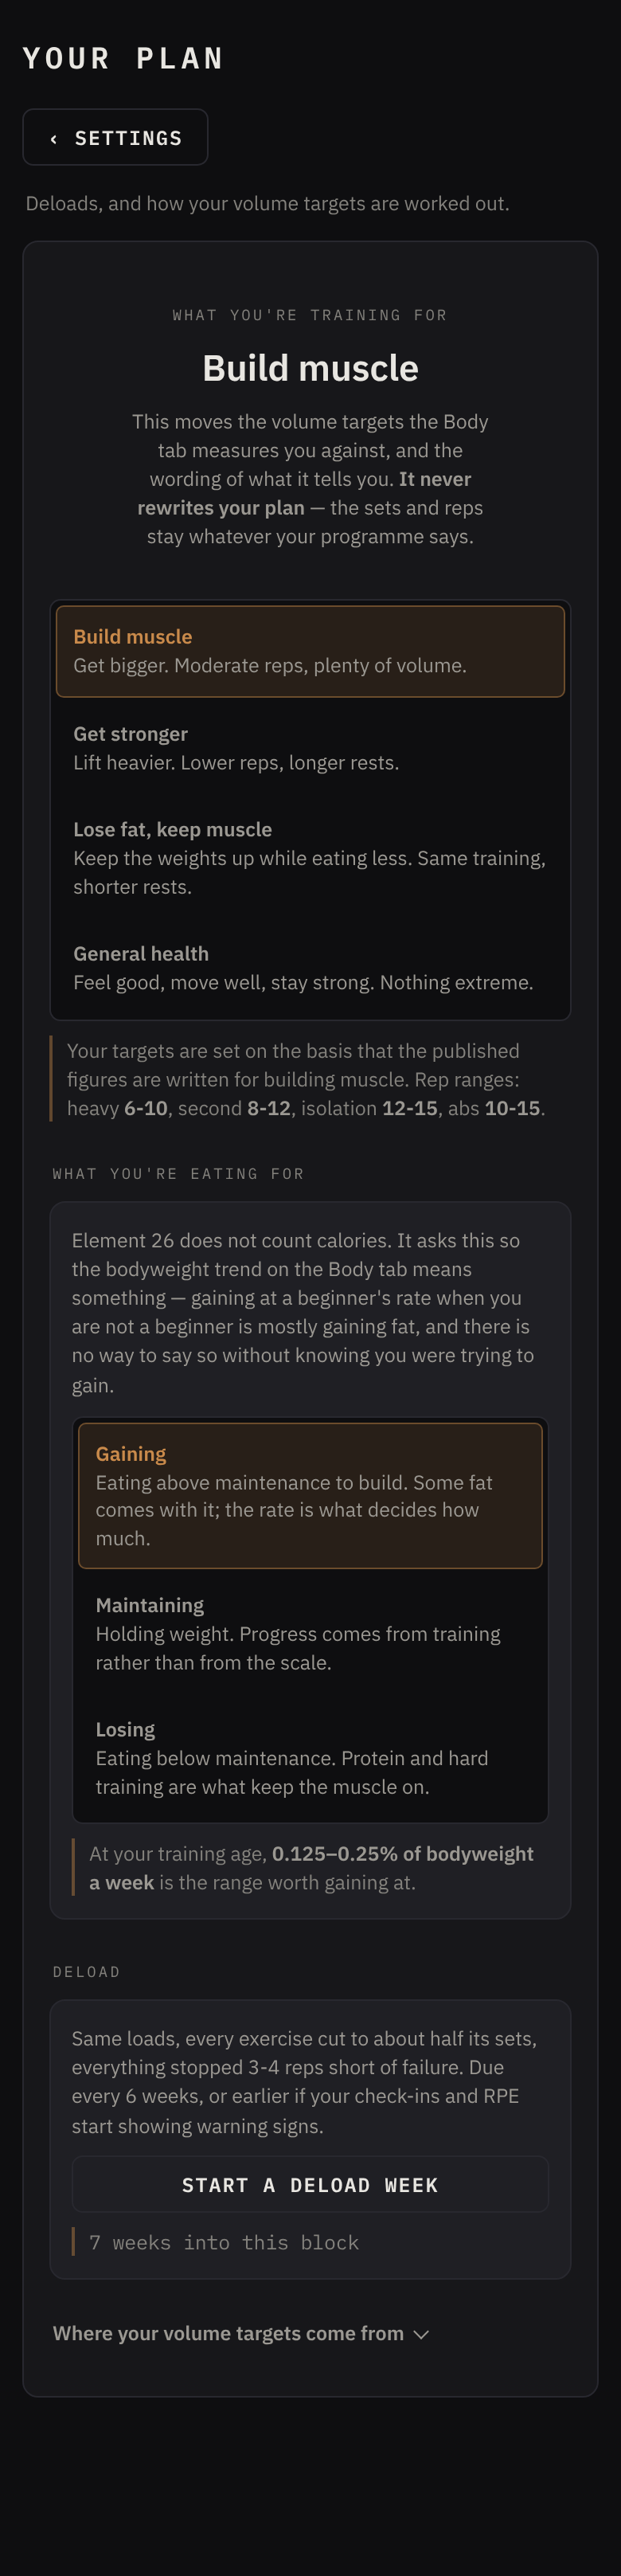 YOUR PLAN
‹ SETTINGS
Deloads, and how your volume targets are worked out.
WHAT YOU'RE TRAINING FOR
Build muscle
This moves the volume targets the Body
tab measures you against, and the
wording of what it tells you. It never
rewrites your plan — the sets and reps
stay whatever your programme says.
Build muscle
Get bigger. Moderate reps, plenty of volume.
Get stronger
Lift heavier. Lower reps, longer rests.
Lose fat, keep muscle
Keep the weights up while eating less. Same training,
shorter rests.
General health
Feel good, move well, stay strong. Nothing extreme.
Your targets are set on the basis that the published
figures are written for building muscle. Rep ranges:
heavy 6-10, second 8-12, isolation 12-15, abs 10-15.
WHAT YOU'RE EATING FOR
Element 26 does not count calories. It asks this so
the bodyweight trend on the Body tab means
something — gaining at a beginner's rate when you
are not a beginner is mostly gaining fat, and there is
no way to say so without knowing you were trying to
gain.
Gaining
Eating above maintenance to build. Some fat
comes with it; the rate is what decides how
much.
Maintaining
Holding weight. Progress comes from training
rather than from the scale.
Losing
Eating below maintenance. Protein and hard
training are what keep the muscle on.
At your training age, 0.125–0.25% of bodyweight
a week is the range worth gaining at.
DELOAD
Same loads, every exercise cut to about half its sets,
everything stopped 3-4 reps short of failure. Due
every 6 weeks, or earlier if your check-ins and RPE
start showing warning signs.
START A DELOAD WEEK
7 weeks into this block
Where your volume targets come from